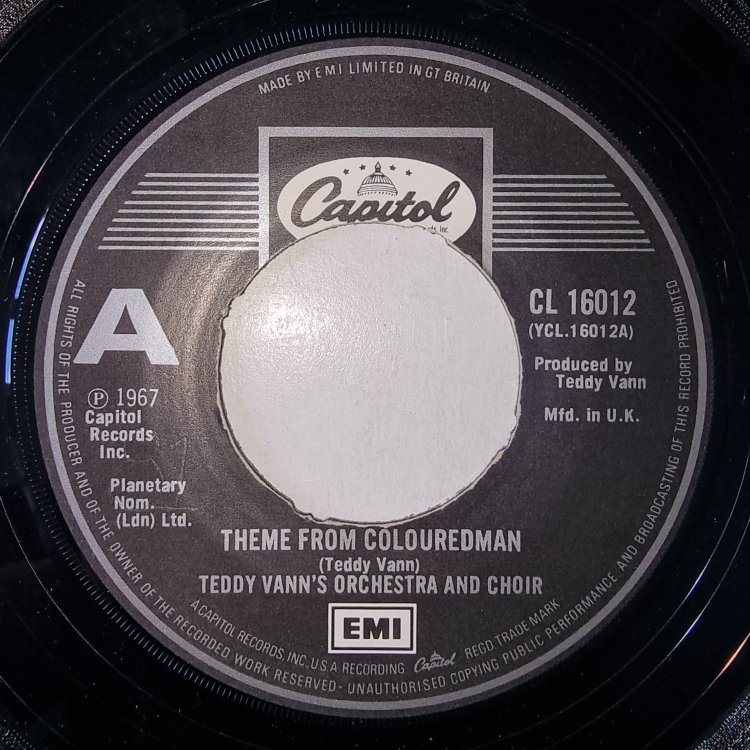 MADE BY EMI LIMITED IN GT BRITAIN
Capitol
A
CL 16012
(YCL.16012A)
Produced by
Teddy Vann
Mfd. in U.K.
℗ 1967
Capitol
Records
Inc.
Planetary
Nom.
(Ldn) Ltd.
THEME FROM COLOUREDMAN
(Teddy Vann)
TEDDY VANN'S ORCHESTRA AND CHOIR
EMI
A CAPITOL RECORDS, INC., U S A RECORDING Capitol REGD TRADE MARK
ALL RIGHTS OF THE PRODUCER AND OF THE OWNER OF THE RECORDED WORK RESERVED - UNAUTHORISED COPYING PUBLIC PERFORMANCE AND BROADCASTING OF THIS RECORD PROHIBITED